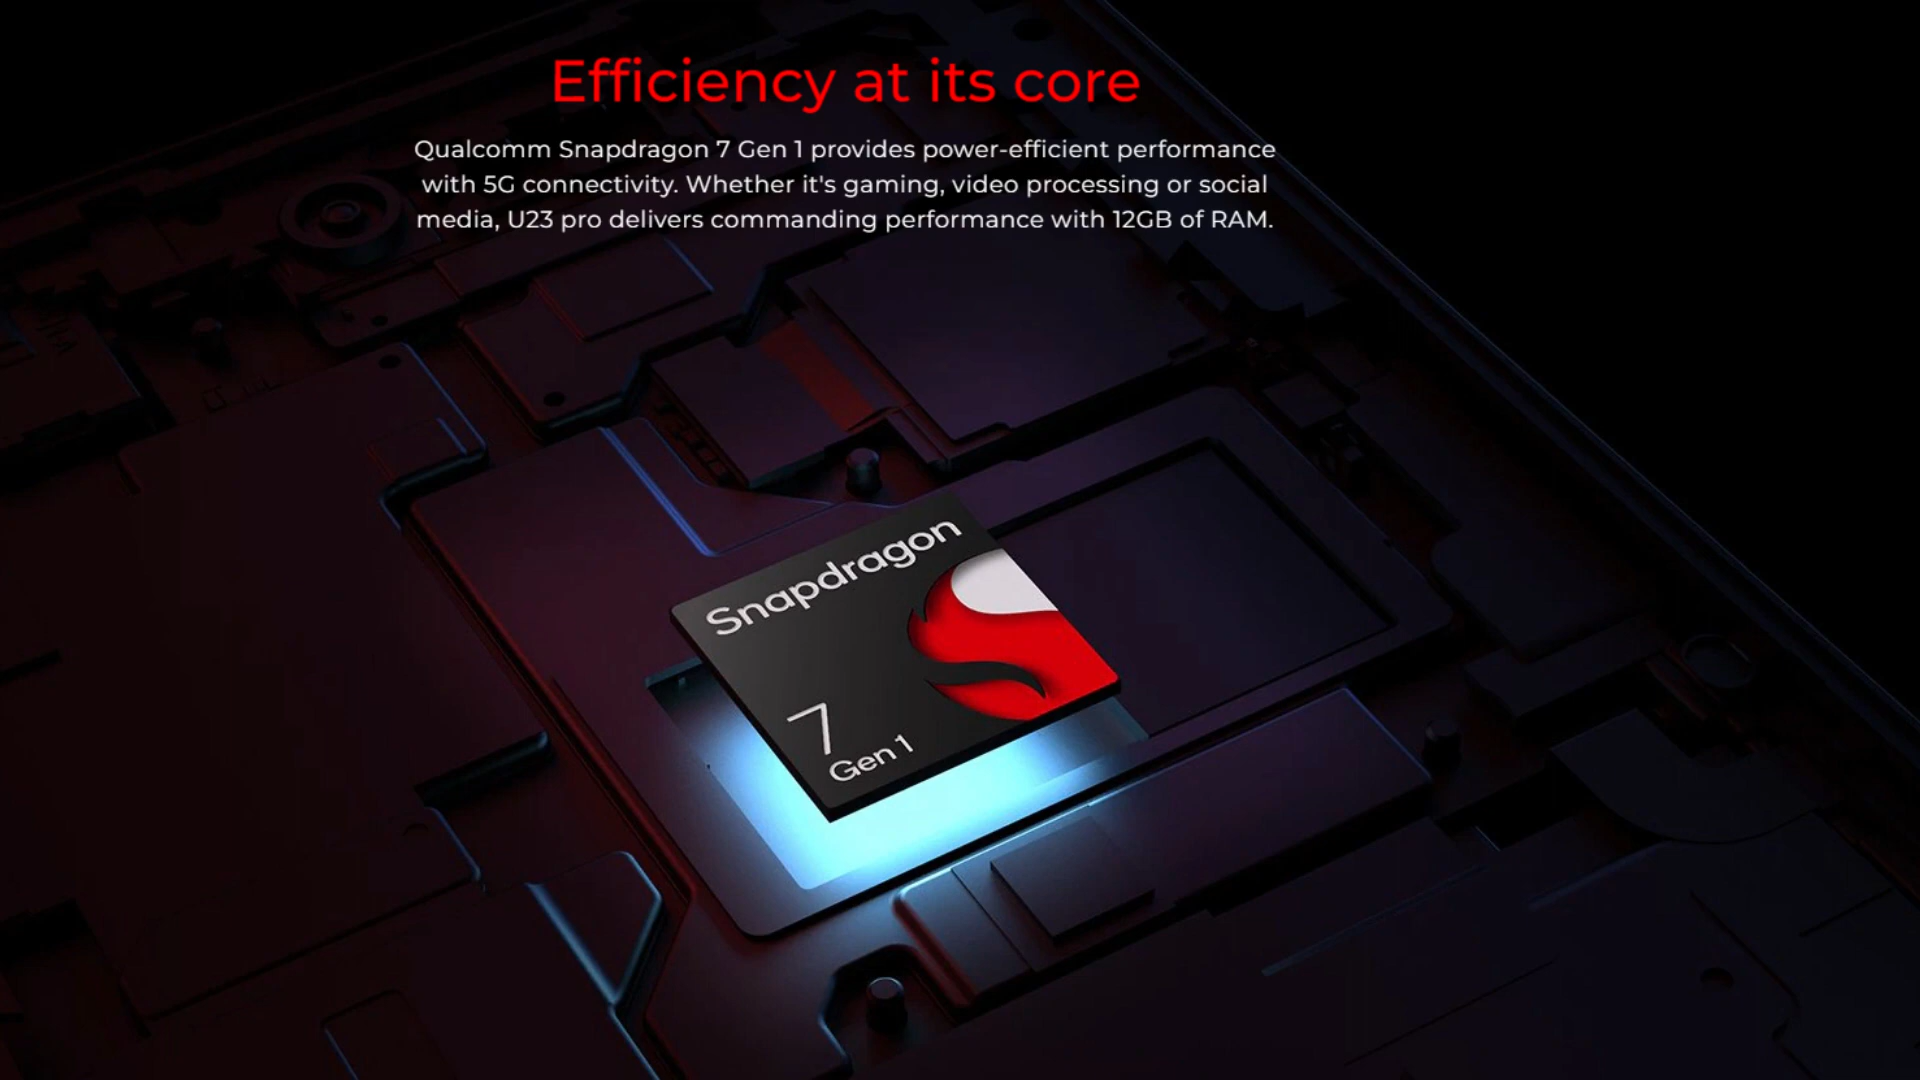 Efficiency at its core
Qualcomm Snapdragon 7 Gen 1 provides power-efficient performance
with 5G connectivity. Whether it's gaming, video processing or social
media, U23 pro delivers commanding performance with 12GB of RAM.
Snapdragon
7
Gen 1